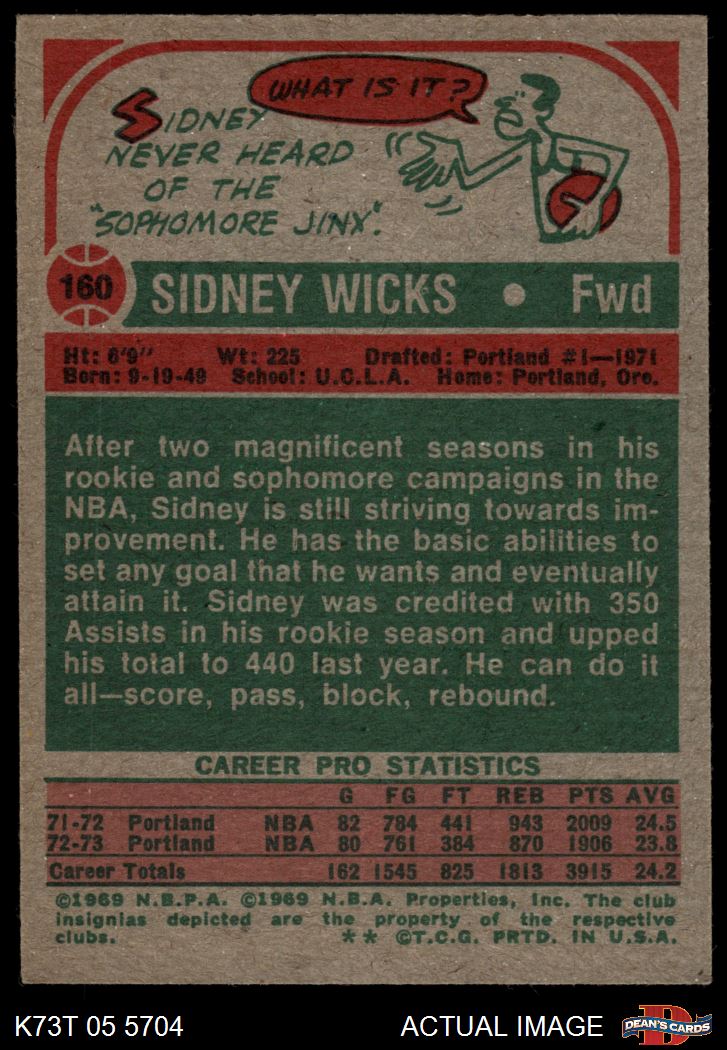 WHAT IS IT?
SIDNEY
NEVER HEARD
OF THE
"SOPHOMORE JINX".
160 SIDNEY WICKS • Fwd
Ht: 6'9" Wt: 225 Drafted: Portland #1—1971
Born: 9-19-49 School: U.C.L.A. Home: Portland, Ore.
After two magnificent seasons in his
rookie and sophomore campaigns in the
NBA, Sidney is still striving towards im-
provement. He has the basic abilities to
set any goal that he wants and eventually
attain it. Sidney was credited with 350
Assists in his rookie season and upped
his total to 440 last year. He can do it
all—score, pass, block, rebound.
CAREER PRO STATISTICS
G FG FT REB PTS AVG
71-72 Portland NBA 82 784 441 943 2009 24.5
72-73 Portland NBA 80 761 384 870 1906 23.8
Career Totals 162 1545 825 1813 3915 24.2
©1969 N.B.P.A. ©1969 N.B.A. Properties, Inc. The club
insignias depicted are the property of the respective
clubs. ** ©T.C.G. PRTD. IN U.S.A.
K73T 05 5704 ACTUAL IMAGE D DEAN'S CARDS